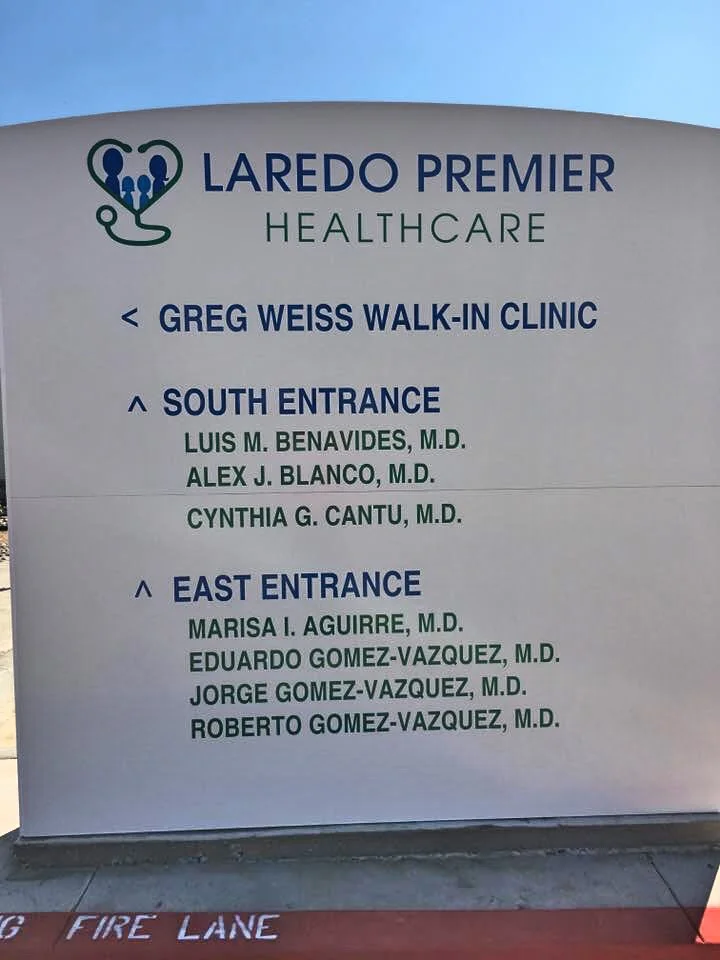 LAREDO PREMIER
HEALTHCARE
< GREG WEISS WALK-IN CLINIC
^ SOUTH ENTRANCE
LUIS M. BENAVIDES, M.D.
ALEX J. BLANCO, M.D.
CYNTHIA G. CANTU, M.D.
^ EAST ENTRANCE
MARISA I. AGUIRRE, M.D.
EDUARDO GOMEZ-VAZQUEZ, M.D.
JORGE GOMEZ-VAZQUEZ, M.D.
ROBERTO GOMEZ-VAZQUEZ, M.D.
FIRE LANE